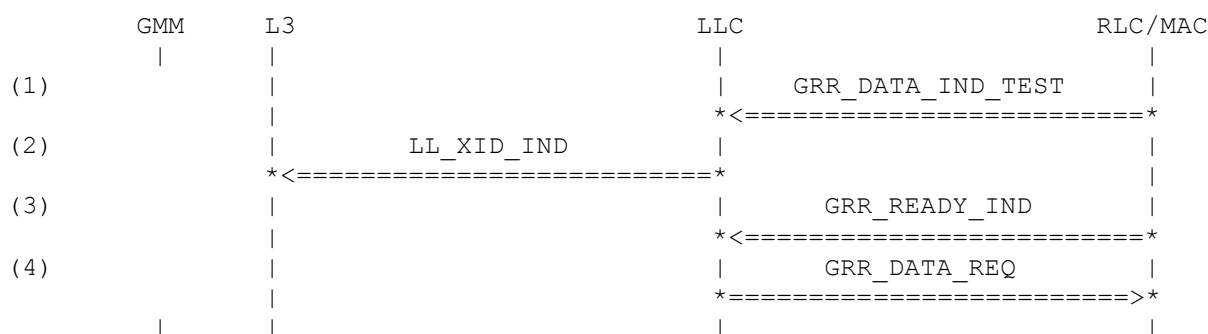 GMM L3 LLC RLC/MAC
| | | |
(1) | | GRR_DATA_IND_TEST |
| *<=========================*
(2) | LL_XID_IND | |
*<==========================* |
(3) | | GRR_READY_IND |
| *<=========================*
(4) | | GRR_DATA_REQ |
| *=========================>*
| | | |